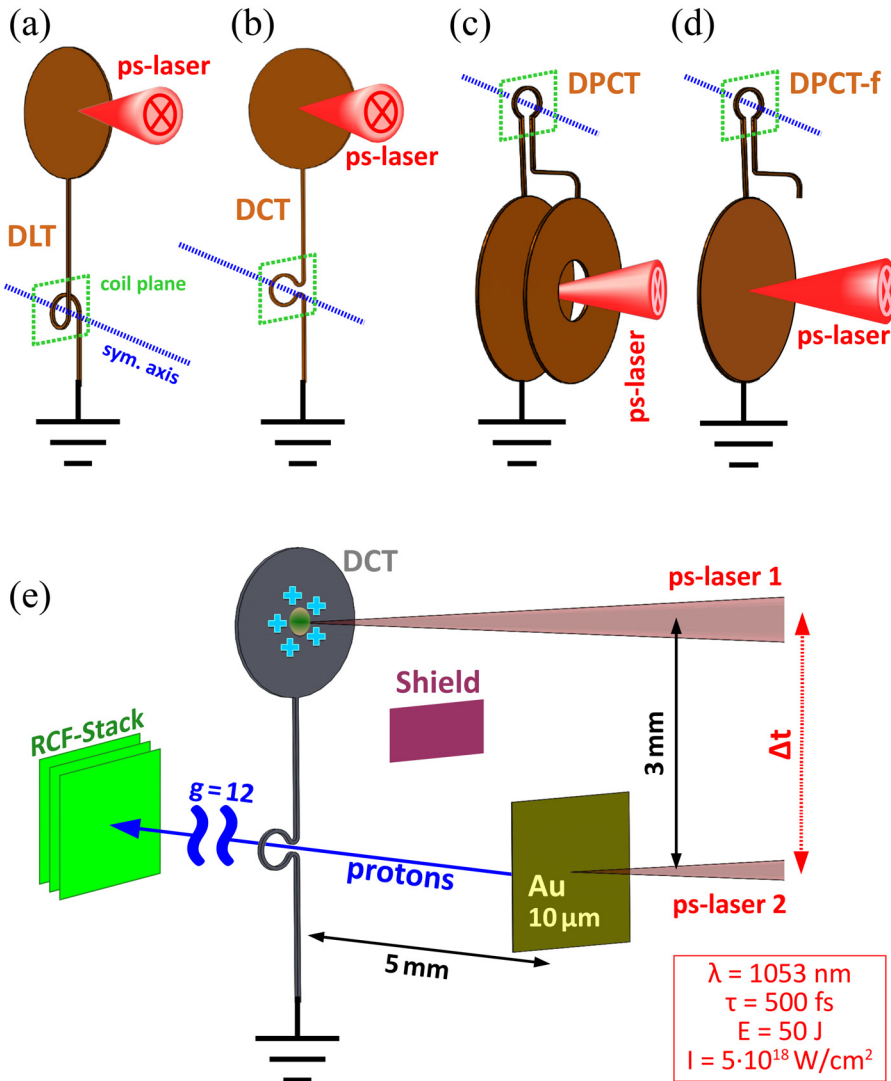 (a)
ps-laser
DLT
coil plane
sym. axis
(b)
ps-laser
DCT
(c)
DPCT
ps-laser
(d)
DPCT-f
ps-laser
(e)
DCT
ps-laser 1
Shield
RCF-Stack
3 mm
Δt
g = 12
protons
Au
10 µm
ps-laser 2
5 mm
λ = 1053 nm
τ = 500 fs
E = 50 J
I = 5·10¹⁸ W/cm²